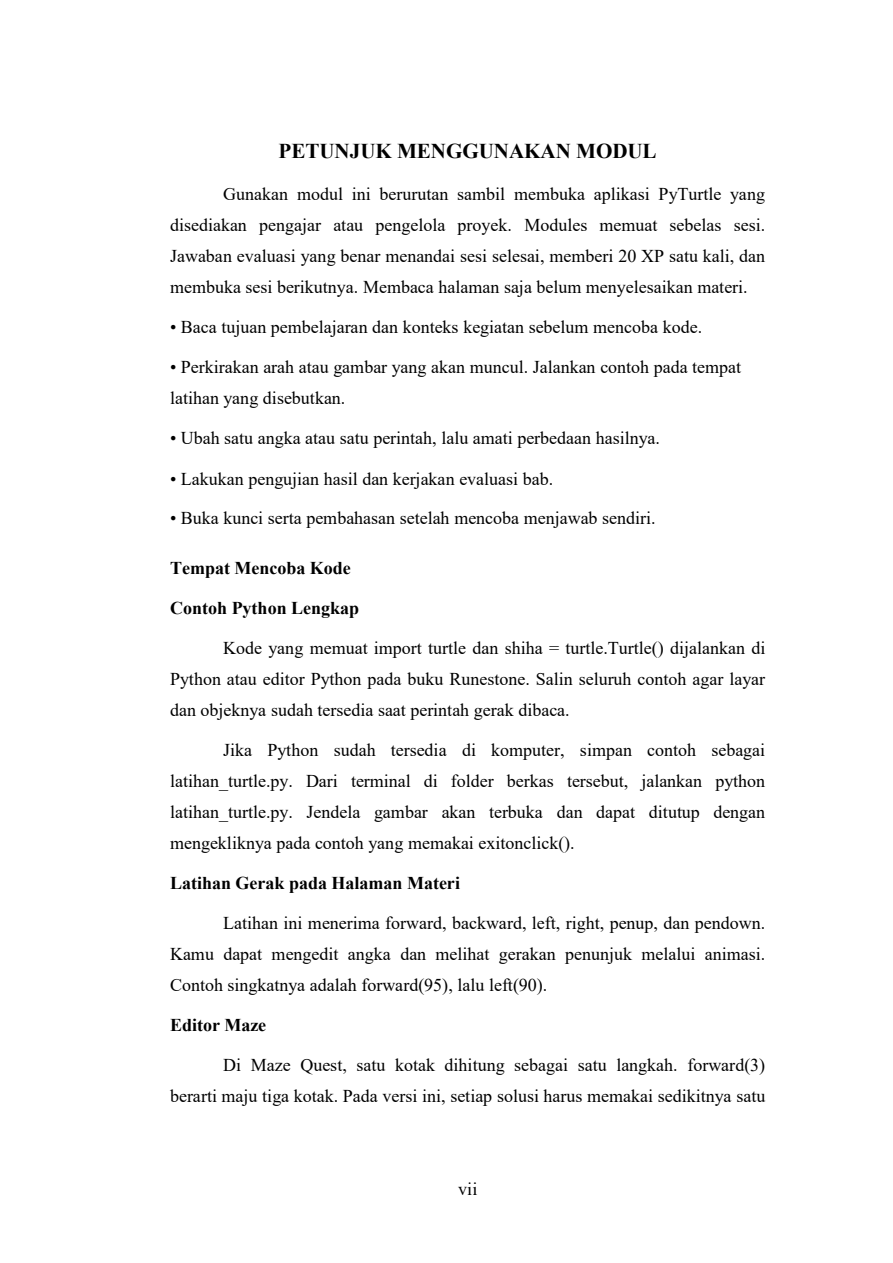 PETUNJUK MENGGUNAKAN MODUL
Gunakan modul ini berurutan sambil membuka aplikasi PyTurtle yang
disediakan pengajar atau pengelola proyek. Modules memuat sebelas sesi.
Jawaban evaluasi yang benar menandai sesi selesai, memberi 20 XP satu kali, dan
membuka sesi berikutnya. Membaca halaman saja belum menyelesaikan materi.
• Baca tujuan pembelajaran dan konteks kegiatan sebelum mencoba kode.
• Perkirakan arah atau gambar yang akan muncul. Jalankan contoh pada tempat
latihan yang disebutkan.
• Ubah satu angka atau satu perintah, lalu amati perbedaan hasilnya.
• Lakukan pengujian hasil dan kerjakan evaluasi bab.
• Buka kunci serta pembahasan setelah mencoba menjawab sendiri.
Tempat Mencoba Kode
Contoh Python Lengkap
Kode yang memuat import turtle dan shiha = turtle.Turtle() dijalankan di
Python atau editor Python pada buku Runestone. Salin seluruh contoh agar layar
dan objeknya sudah tersedia saat perintah gerak dibaca.
Jika Python sudah tersedia di komputer, simpan contoh sebagai
latihan_turtle.py. Dari terminal di folder berkas tersebut, jalankan python
latihan_turtle.py. Jendela gambar akan terbuka dan dapat ditutup dengan
mengekliknya pada contoh yang memakai exitonclick().
Latihan Gerak pada Halaman Materi
Latihan ini menerima forward, backward, left, right, penup, dan pendown.
Kamu dapat mengedit angka dan melihat gerakan penunjuk melalui animasi.
Contoh singkatnya adalah forward(95), lalu left(90).
Editor Maze
Di Maze Quest, satu kotak dihitung sebagai satu langkah. forward(3)
berarti maju tiga kotak. Pada versi ini, setiap solusi harus memakai sedikitnya satu
vii